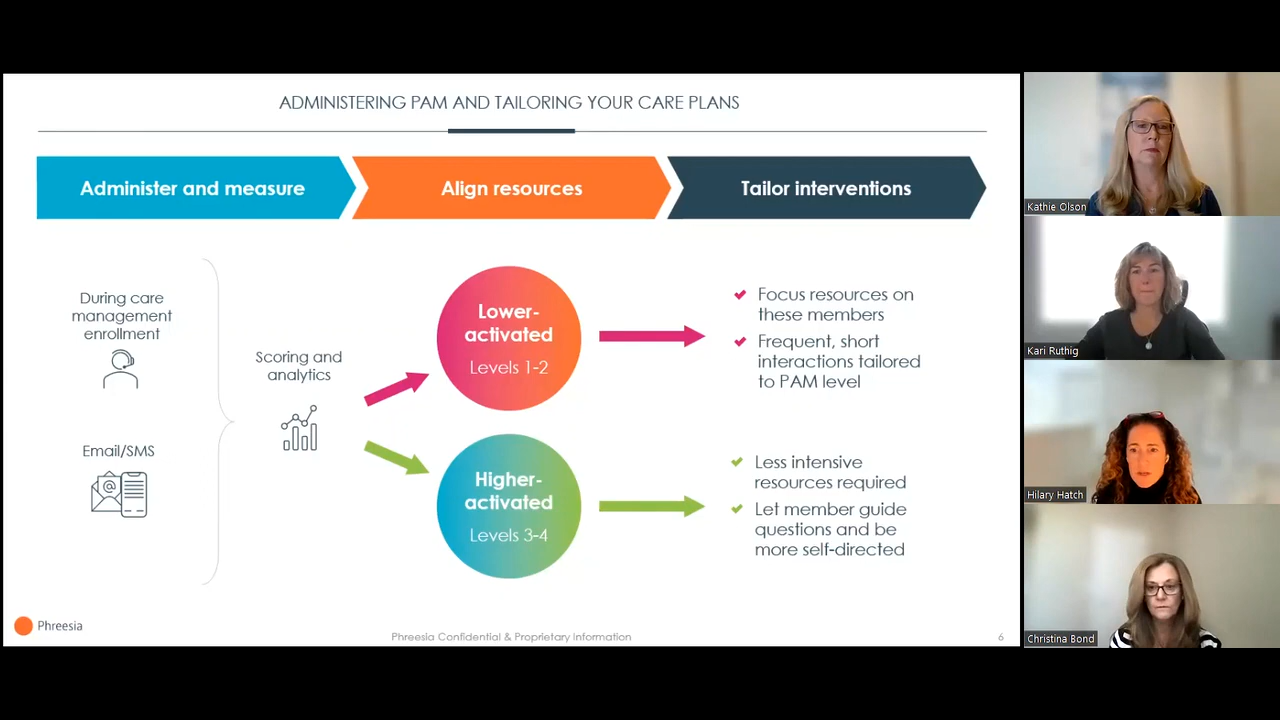 ADMINISTERING PAM AND TAILORING YOUR CARE PLANS
Administer and measure
Align resources
Tailor interventions
During care
management
enrollment
Email/SMS
Scoring and
analytics
Lower-
activated
Levels 1-2
Higher-
activated
Levels 3-4
Focus resources on
these members
Frequent, short
interactions tailored
to PAM level
Less intensive
resources required
Let member guide
questions and be
more self-directed
Phreesia
Phreesia Confidential & Proprietary Information
6
Kathie Olson
Kari Ruthig
Hilary Hatch
Christina Bond